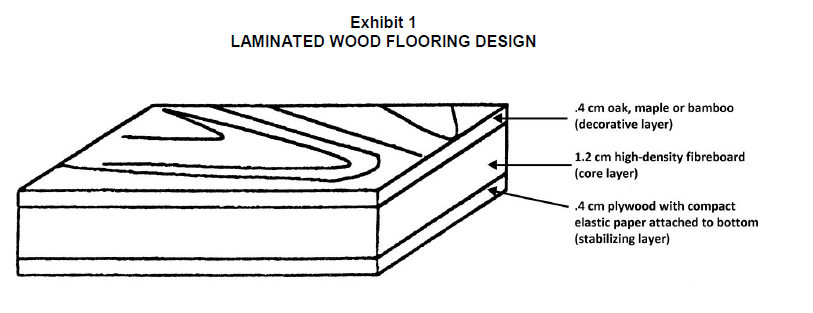 Exhibit 1
LAMINATED WOOD FLOORING DESIGN
.4 cm oak, maple or bamboo
(decorative layer)
1.2 cm high-density fibreboard
(core layer)
.4 cm plywood with compact
elastic paper attached to bottom
(stabilizing layer)